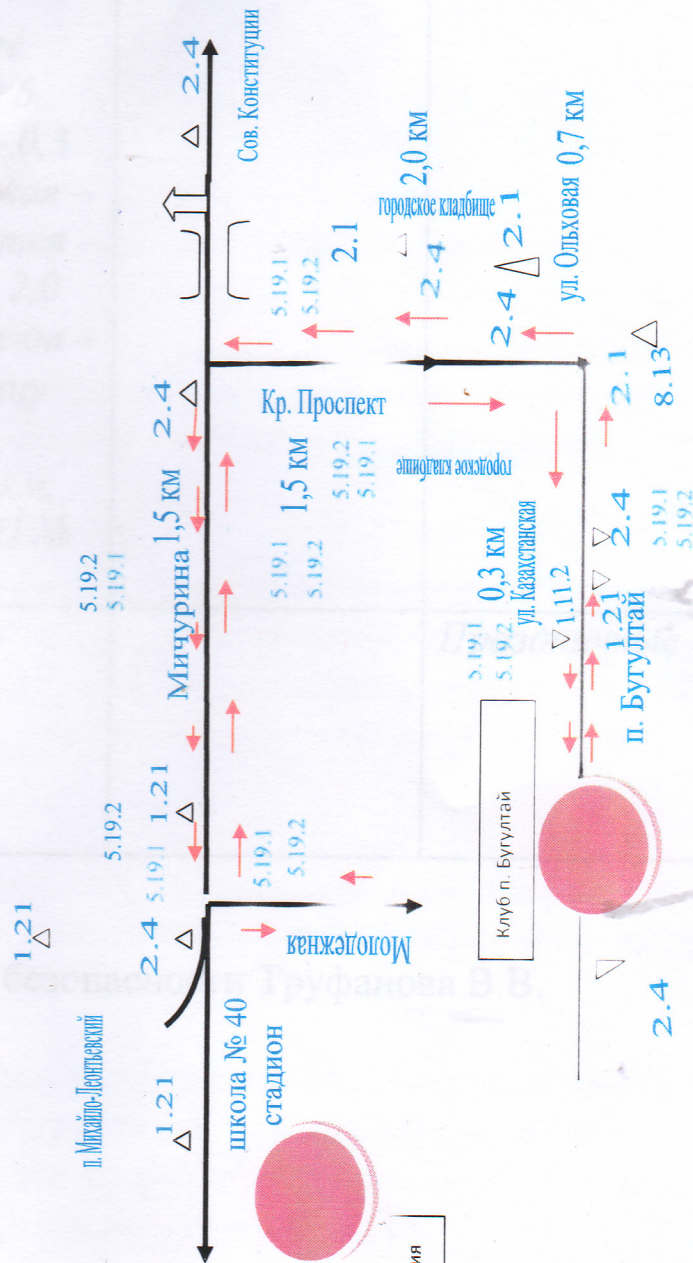 1.21
п. Михайло-Леонтьевский
5.19.2
5.19.2
5.19.1
1.21
2.4
5.19.1
1.21
Мичурина 1,5 км
2.4
2.4
школа № 40
стадион
5.19.1
5.19.2
5.19.1
5.19.2
1,5 км
Кр. Проспект
5.19.1
5.19.2
Сов. Конституции
Молодежная
5.19.2
5.19.1
2.1
городское кладбище
2,0 км
городское кладбище
2.4
Клуб п. Бугултай
5.19.2
0,3 км
ул. Казахстанская
1.11.2
2.4
2.1
ул. Ольховая 0,7 км
п. Бугултай
1.21
2.4
2.1
8.13
5.19.1
5.19.2
2.4
ия
безопасности Труфанова В В.